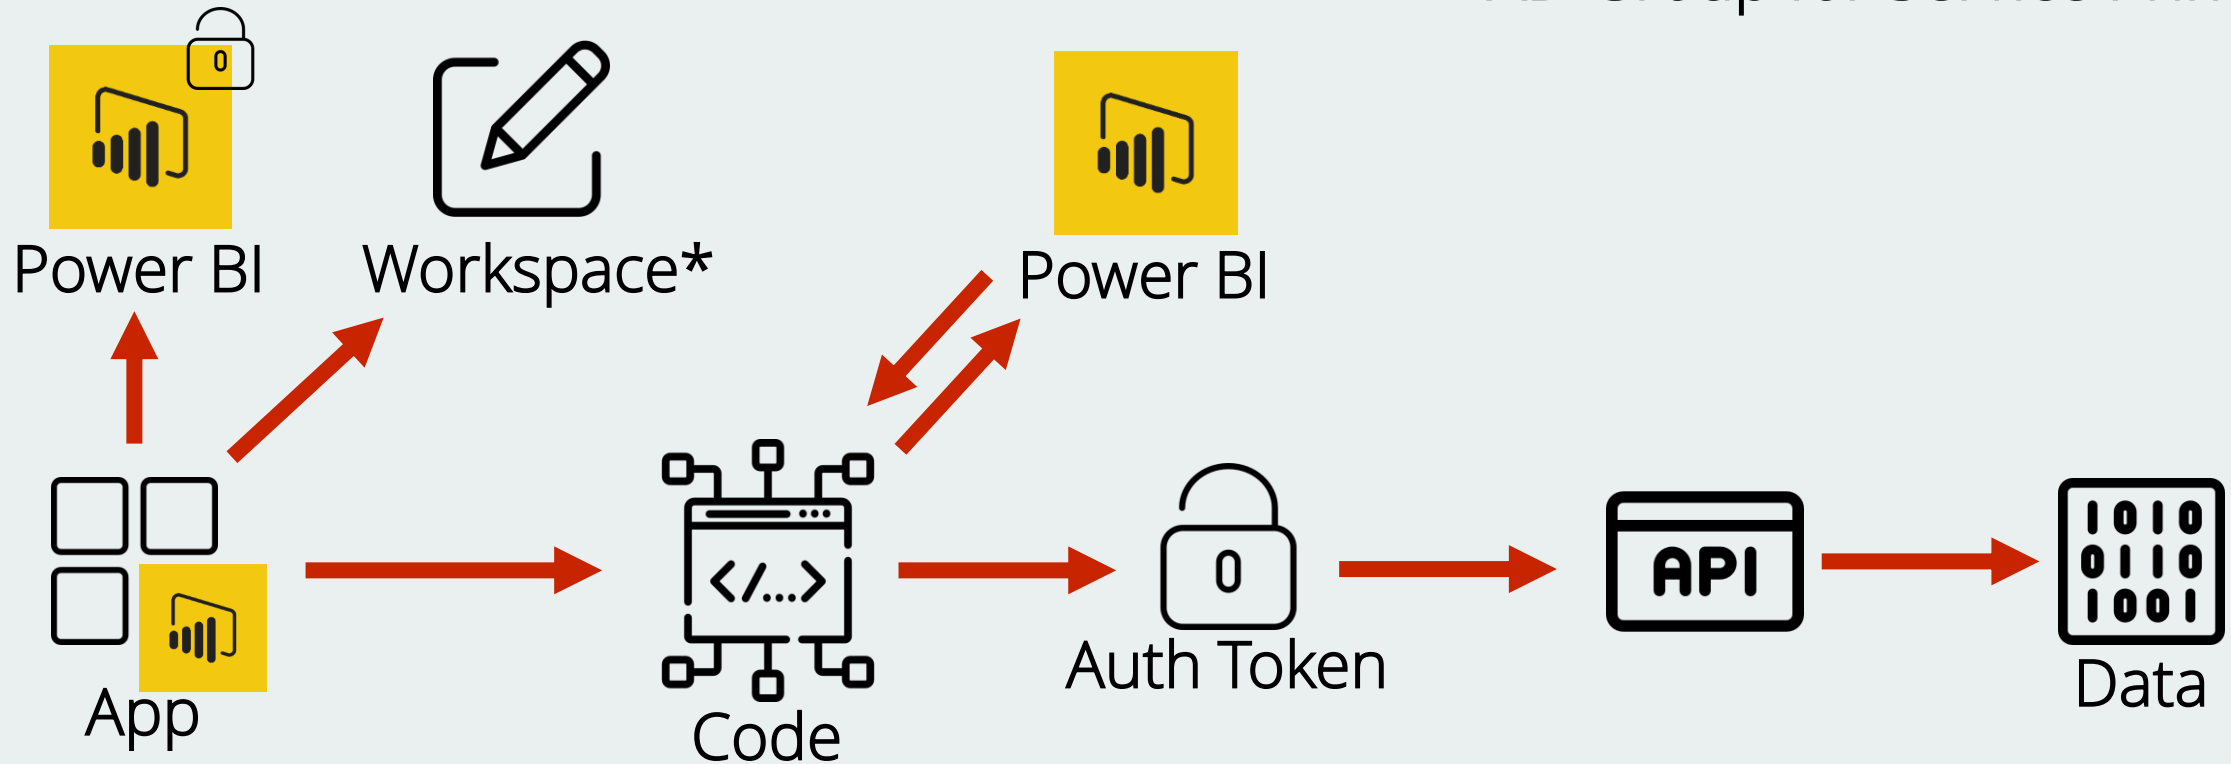 Power BI
Workspace*
Power BI
App
Code
Auth Token
API
1010
0110
1001
Data